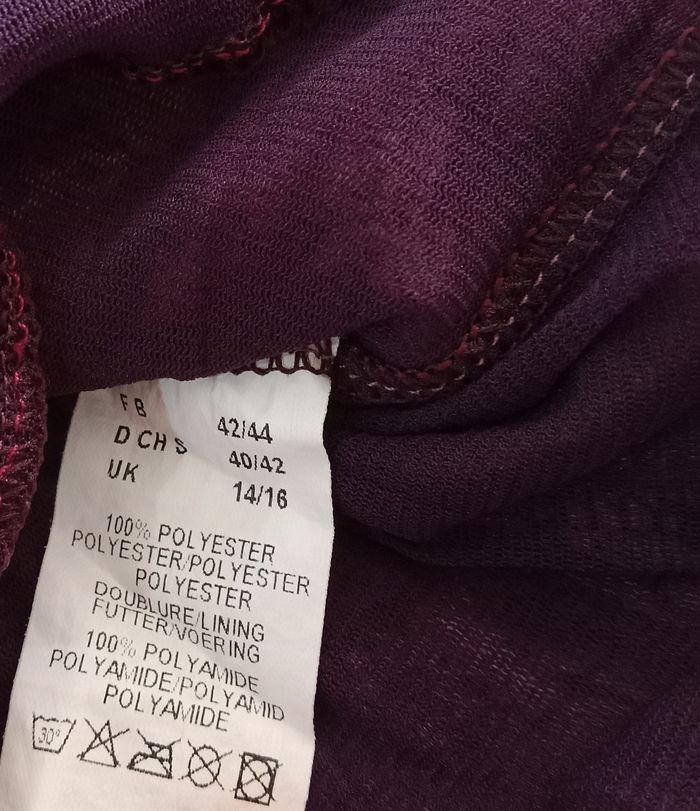 F B 42/44
D CH S 40/42
UK 14/16
100% POLYESTER
POLYESTER/POLYESTER
POLYESTER
DOUBLURE/LINING
FUTTER/VOERING
100% POLYAMIDE
POLYAMIDE/POLYAMID
POLYAMIDE
30°